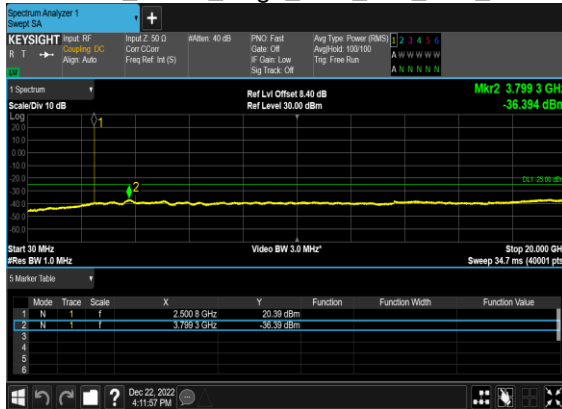 Spectrum Analyzer 1
Swept SA
+
KEYSIGHT Input: RF Input Z: 50 Ω #Atten: 40 dB PNO: Fast Avg Type: Power (RMS) 1 2 3 4 5 6
R T Coupling: DC Corr CCorr Gate: Off Avg|Hold: 100/100 A W W W W W
Align: Auto Freq Ref: Int (S) IF Gain: Low Trig: Free Run
LXI Sig Track: Off A N N N N N
1 Spectrum Ref Lvl Offset 8.40 dB Mkr2 3.799 3 GHz
Scale/Div 10 dB Ref Level 30.00 dBm -36.394 dBm
Log
20.0
10.0
0.00
-10.0
-20.0
-30.0
-40.0
-50.0
-60.0
1
2
DL1 -25.00 dBm
Start 30 MHz Video BW 3.0 MHz* Stop 20.000 GH
#Res BW 1.0 MHz Sweep 34.7 ms (40001 pts
5 Marker Table
Mode Trace Scale X Y Function Function Width Function Value
1 N 1 f 2.500 8 GHz 20.39 dBm
2 N 1 f 3.799 3 GHz -36.39 dBm
3
4
5
6
? Dec 22, 2022
4:11:57 PM